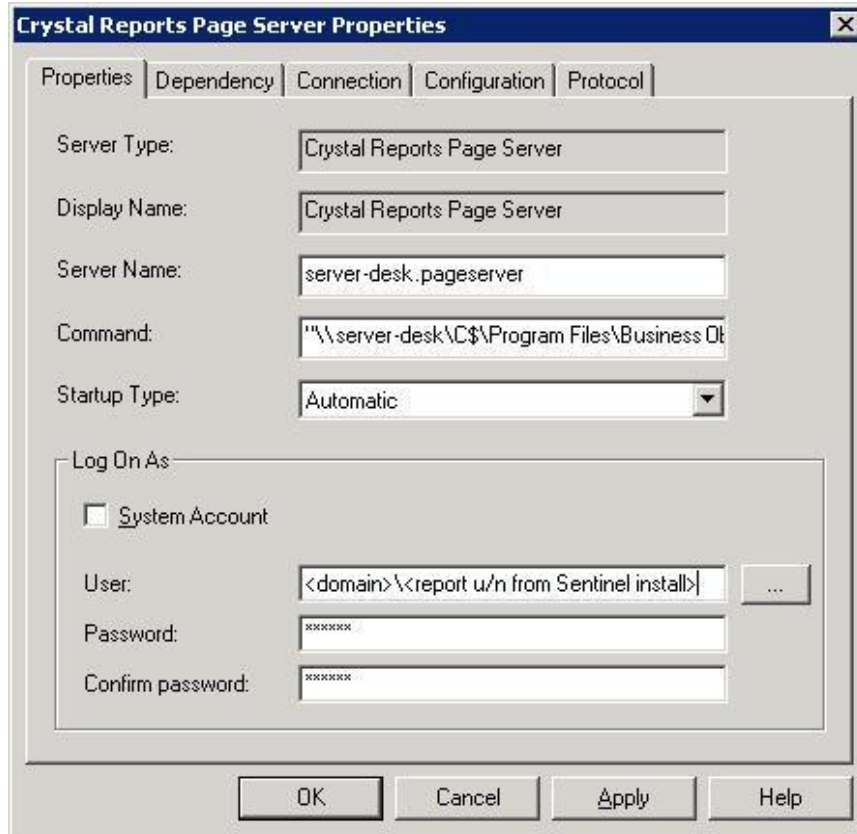 Crystal Reports Page Server Properties
Properties Dependency Connection Configuration Protocol
Server Type: Crystal Reports Page Server
Display Name: Crystal Reports Page Server
Server Name: server-desk.pageserver
Command: "\\server-desk\C$\Program Files\Business Ob
Startup Type: Automatic
Log On As
System Account
User: <domain>\<report u/n from Sentinel install> ...
Password: ××××××
Confirm password: ××××××
OK Cancel Apply Help